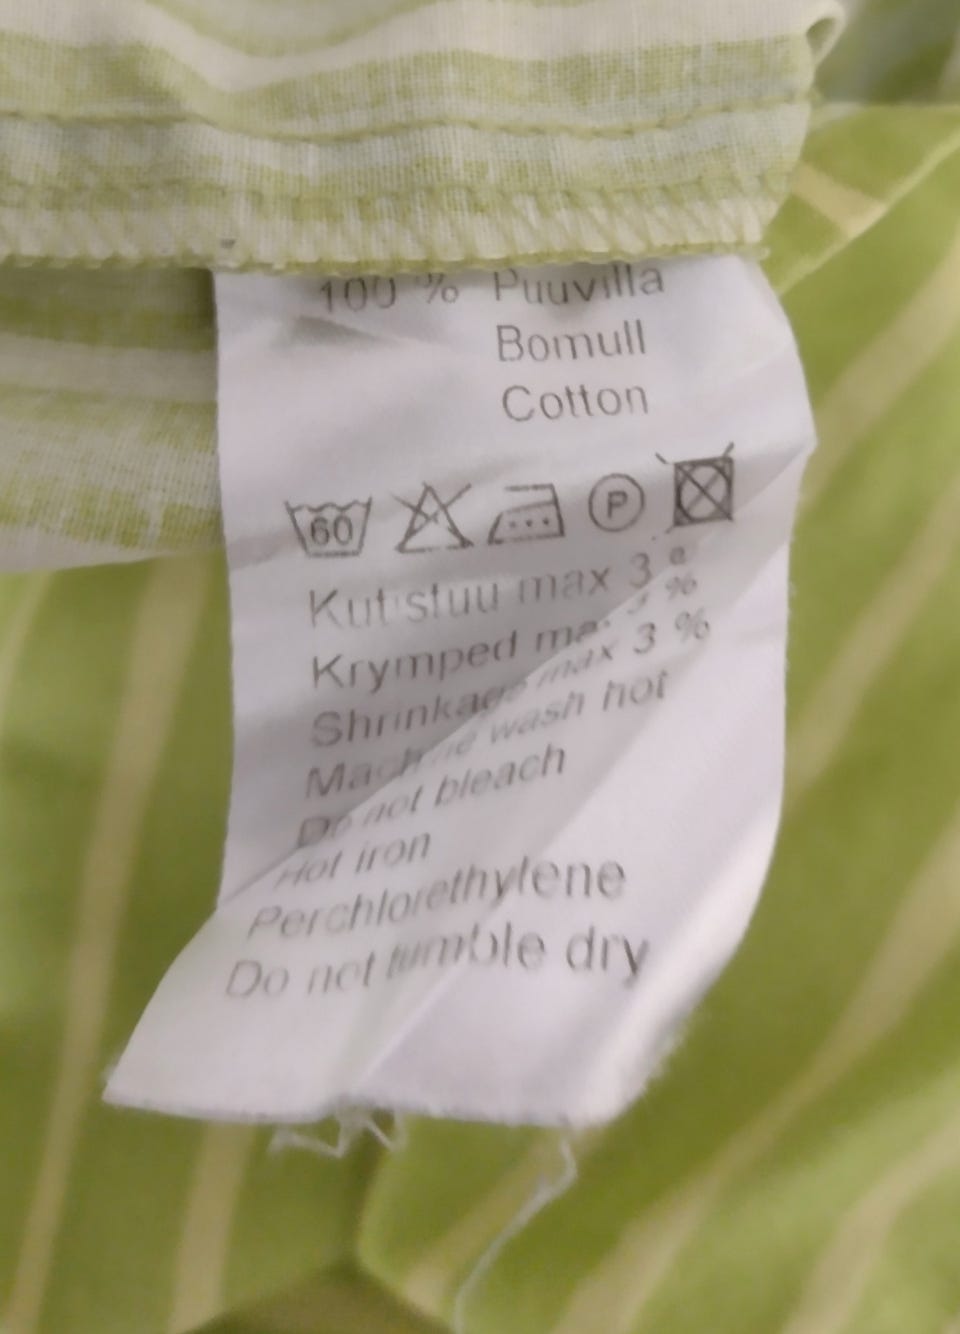 100 % Puuvilla
Bomull
Cotton
60 P
Kutistuu max 3 %
Krymped max 3 %
Shrinkage max 3 %
Machine wash hot
Do not bleach
Hot iron
Perchlorethylene
Do not tumble dry